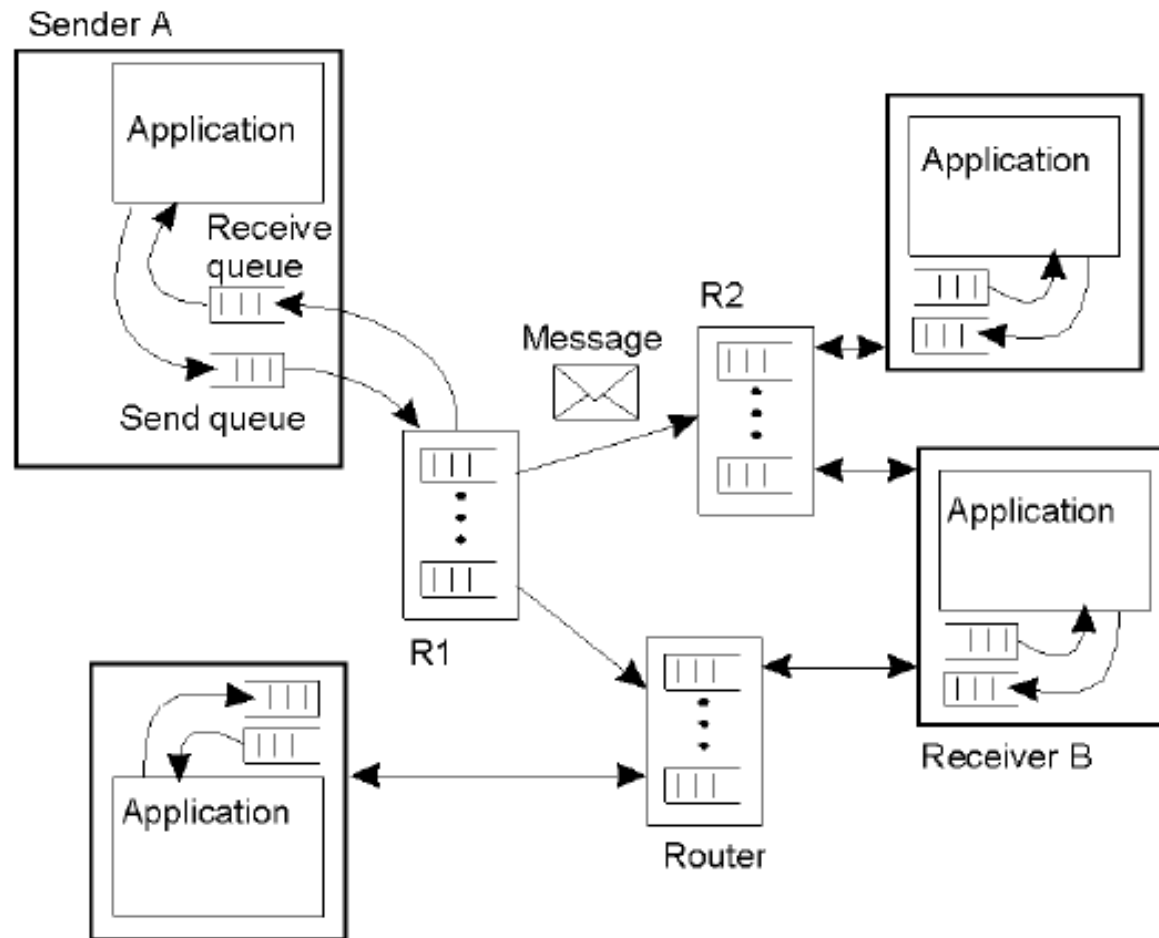 Sender A
Application
Receive
queue
Send queue
Message
R1
R2
Application
Application
Receiver B
Application
Router